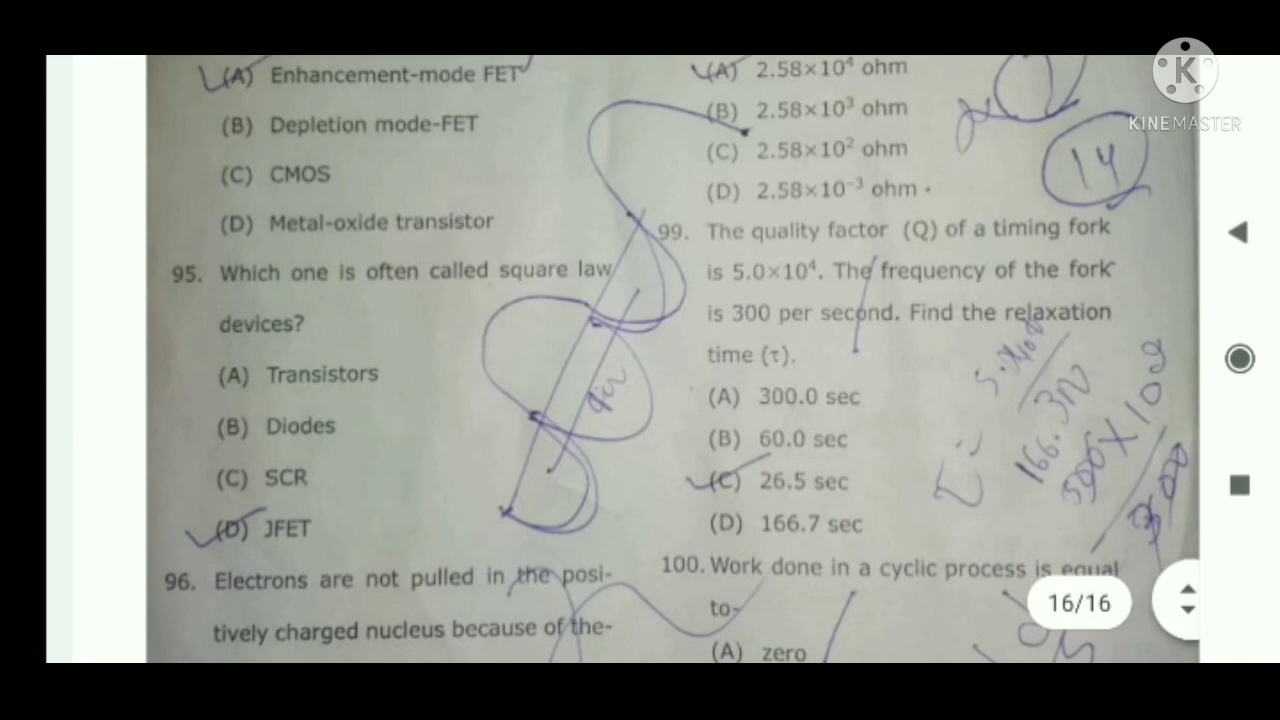 (A) Enhancement-mode FET
(B) Depletion mode-FET
(C) CMOS
(D) Metal-oxide transistor
95. Which one is often called square law
devices?
(A) Transistors
(B) Diodes
(C) SCR
(D) JFET
96. Electrons are not pulled in the posi-
tively charged nucleus because of the-
(A) 2.58×10⁴ ohm
(B) 2.58×10³ ohm
(C) 2.58×10² ohm
(D) 2.58×10⁻³ ohm
99. The quality factor (Q) of a timing fork
is 5.0×10⁴. The frequency of the fork
is 300 per second. Find the relaxation
time (τ).
(A) 300.0 sec
(B) 60.0 sec
(C) 26.5 sec
(D) 166.7 sec
100. Work done in a cyclic process is equal
to-
(A) zero
14
K
KINEMASTER
16/16